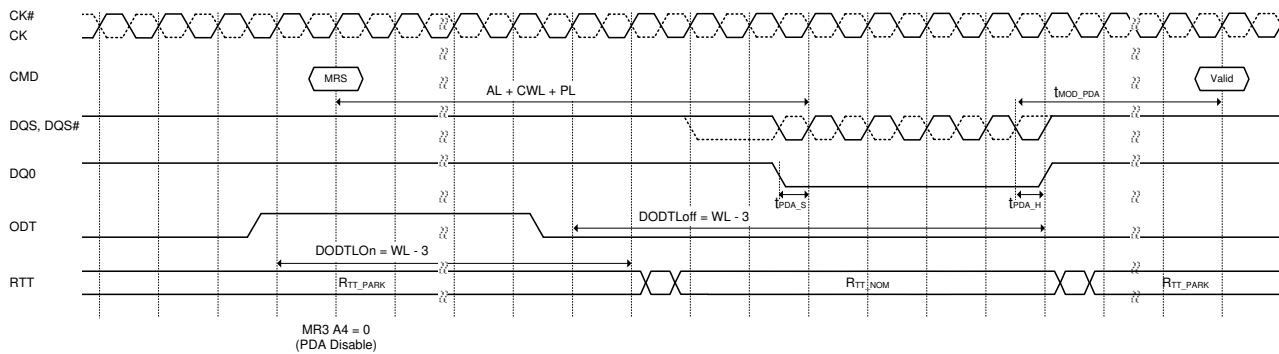 CK#
CK
CMD
MRS
Valid
AL + CWL + PL
tMOD_PDA
DQS, DQS#
DQ0
tPDA_S
tPDA_H
ODT
DODTLoff = WL - 3
DODTLOn = WL - 3
RTT
RTT_PARK
RTT_NOM
RTT_PARK
MR3 A4 = 0
(PDA Disable)